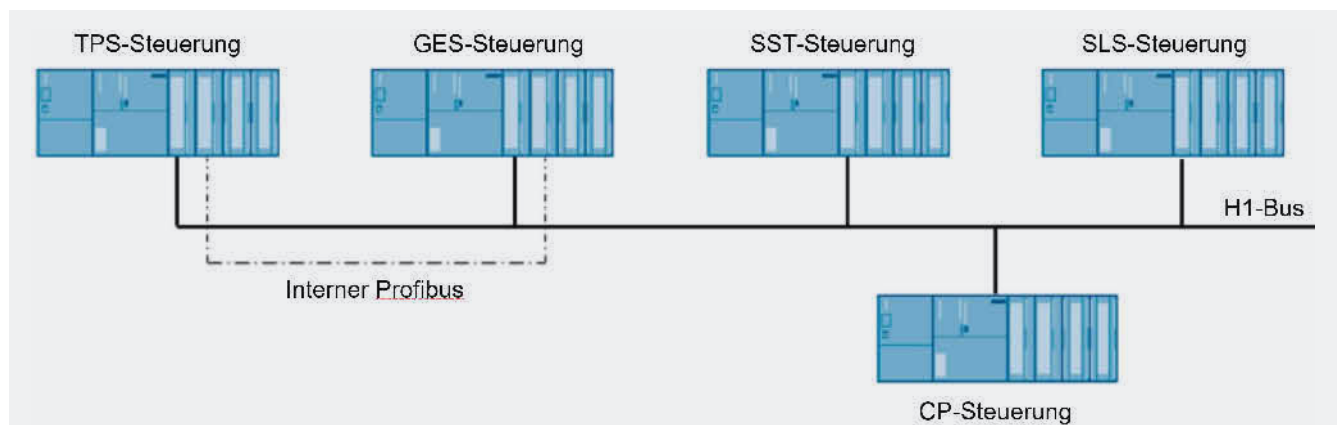 TPS-Steuerung
GES-Steuerung
SST-Steuerung
SLS-Steuerung
H1-Bus
Interner Profibus
CP-Steuerung